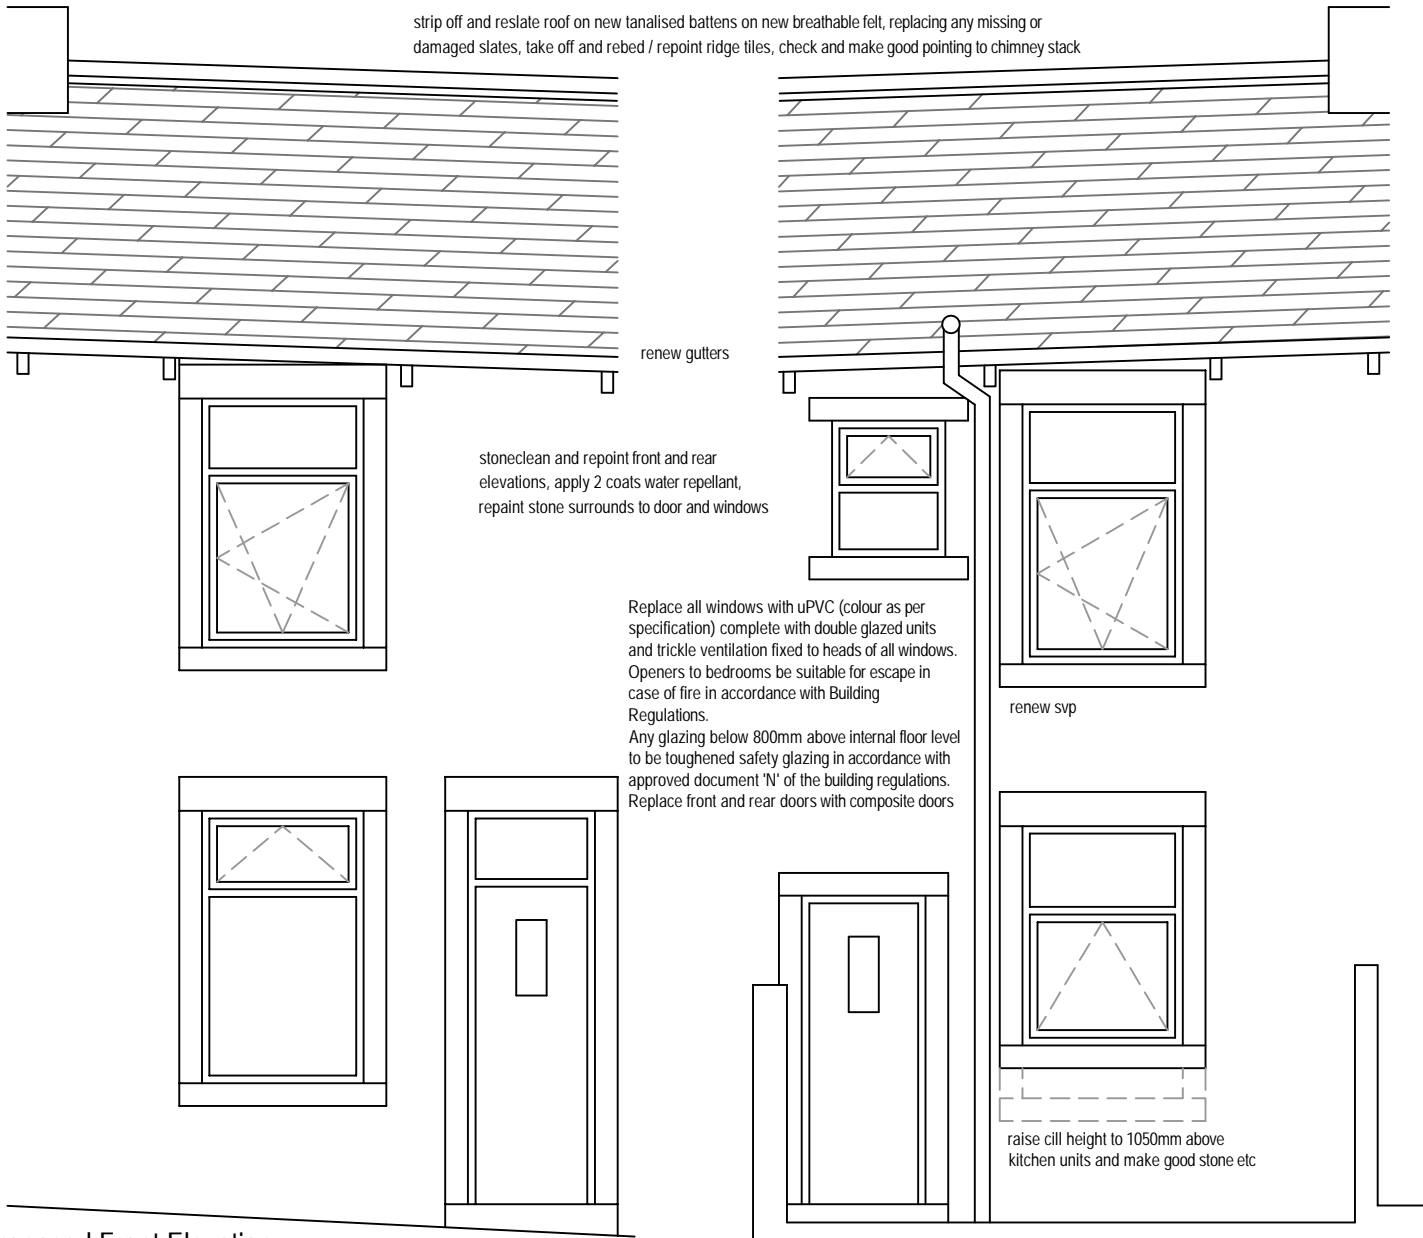 strip off and reslate roof on new tanalised battens on new breathable felt, replacing any missing or
damaged slates, take off and rebed / repoint ridge tiles, check and make good pointing to chimney stack
renew gutters
stoneclean and repoint front and rear
elevations, apply 2 coats water repellant,
repaint stone surrounds to door and windows
Replace all windows with uPVC (colour as per
specification) complete with double glazed units
and trickle ventilation fixed to heads of all windows.
Openers to bedrooms be suitable for escape in
case of fire in accordance with Building
Regulations.
Any glazing below 800mm above internal floor level
to be toughened safety glazing in accordance with
approved document 'N' of the building regulations.
Replace front and rear doors with composite doors
renew svp
raise cill height to 1050mm above
kitchen units and make good stone etc
Front Elevation